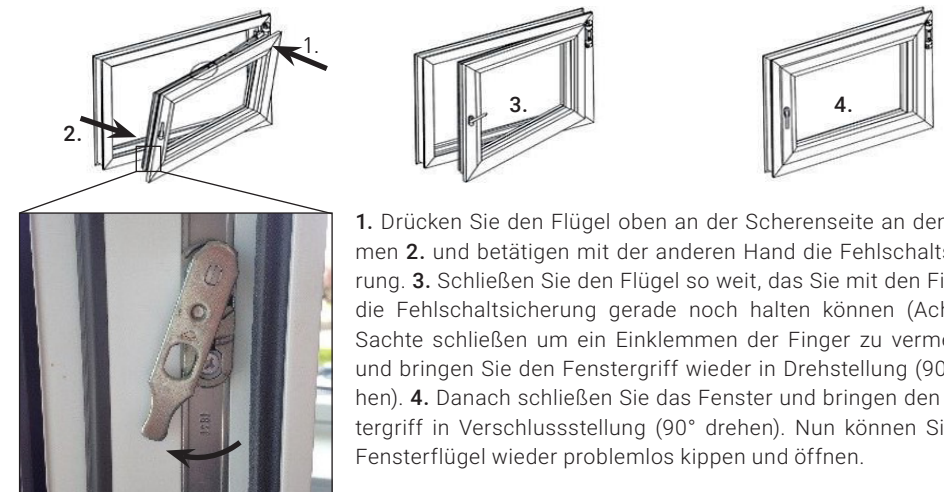 1.
2.
3.
4.
1. Drücken Sie den Flügel oben an der Scherenseite an den
men 2. und betätigen mit der anderen Hand die Fehlschalts
rung. 3. Schließen Sie den Flügel so weit, das Sie mit den Fi
die Fehlschaltsicherung gerade noch halten können (Ach
Sachte schließen um ein Einklemmen der Finger zu verme
und bringen Sie den Fenstergriff wieder in Drehstellung (90
hen). 4. Danach schließen Sie das Fenster und bringen den
tergriff in Verschlussstellung (90° drehen). Nun können Si
Fensterflügel wieder problemlos kippen und öffnen.